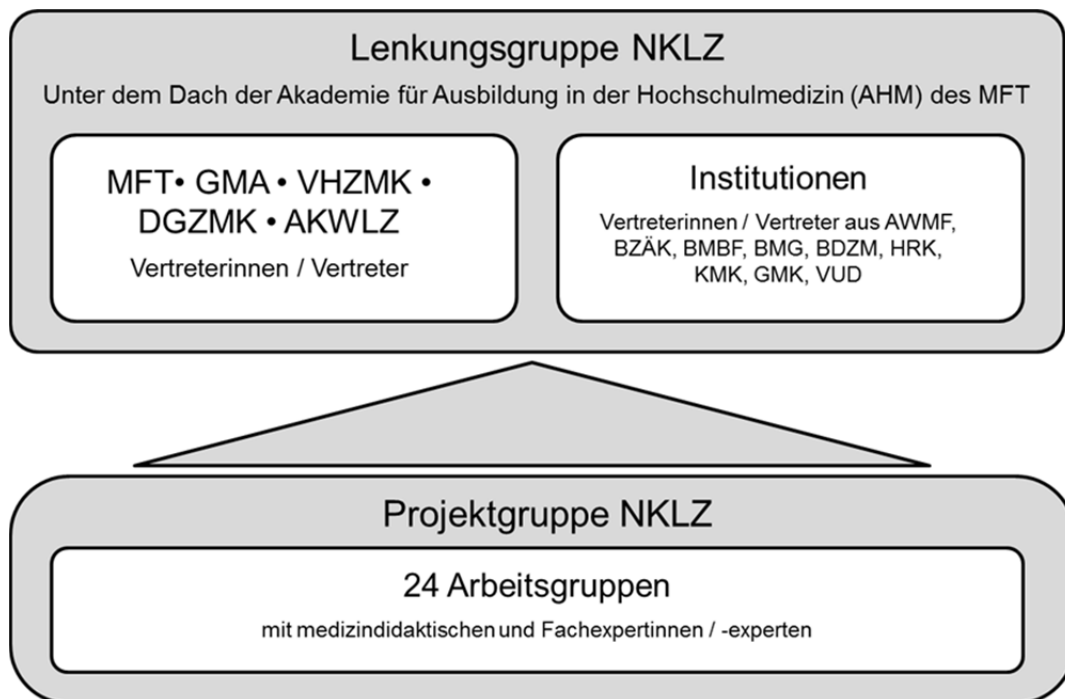 Lenkungsgruppe NKLZ
Unter dem Dach der Akademie für Ausbildung in der Hochschulmedizin (AHM) des MFT
MFT• GMA • VHZMK •
DGZMK • AKWLZ
Vertreterinnen / Vertreter
Institutionen
Vertreterinnen / Vertreter aus AWMF,
BZÄK, BMBF, BMG, BDZM, HRK,
KMK, GMK, VUD
Projektgruppe NKLZ
24 Arbeitsgruppen
mit medizindidaktischen und Fachexpertinnen / -experten